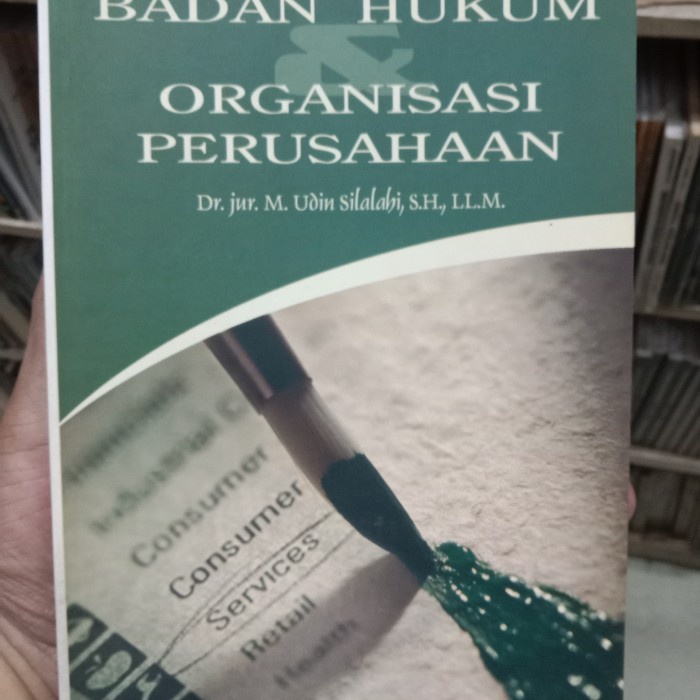 BADAN HUKUM
&
ORGANISASI
PERUSAHAAN
Dr. jur. M. Udin Silalahi, S.H., LL.M.
Industrial C
Consumer
Consumer
Services
Retail
Health